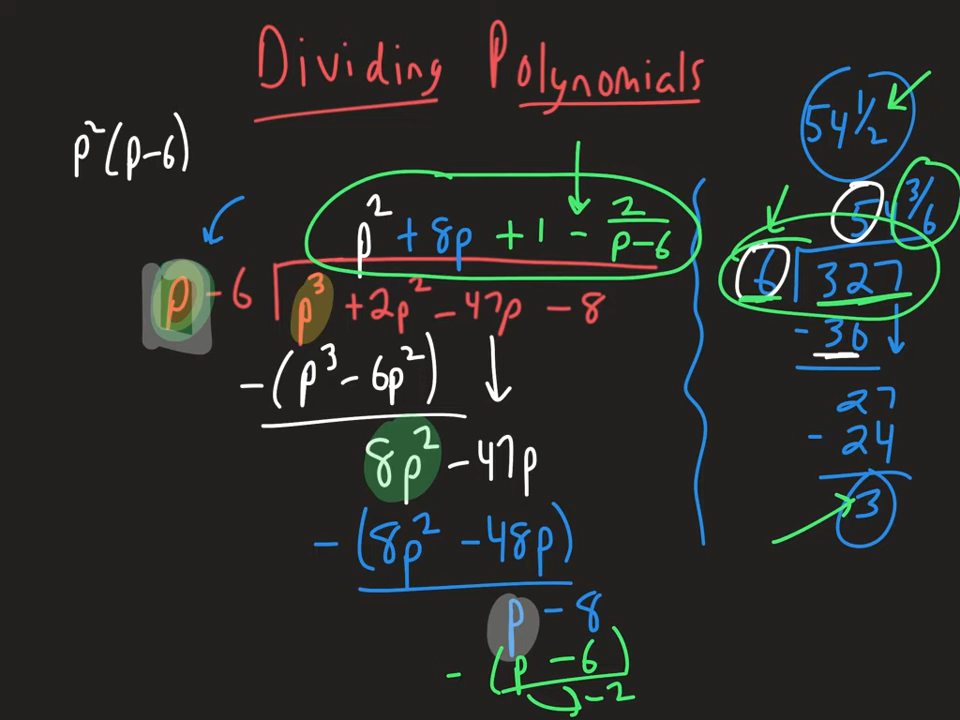 Dividing Polynomials
p²(p-6)
p² + 8p + 1 - 2/(p-6)
p - 6 | p³ + 2p² - 47p - 8
-(p³ - 6p²)
8p² - 47p
-(8p² - 48p)
p - 8
-(p - 6)
-2
54 1/2
54 3/6
6 | 327
- 30
27
- 24
3